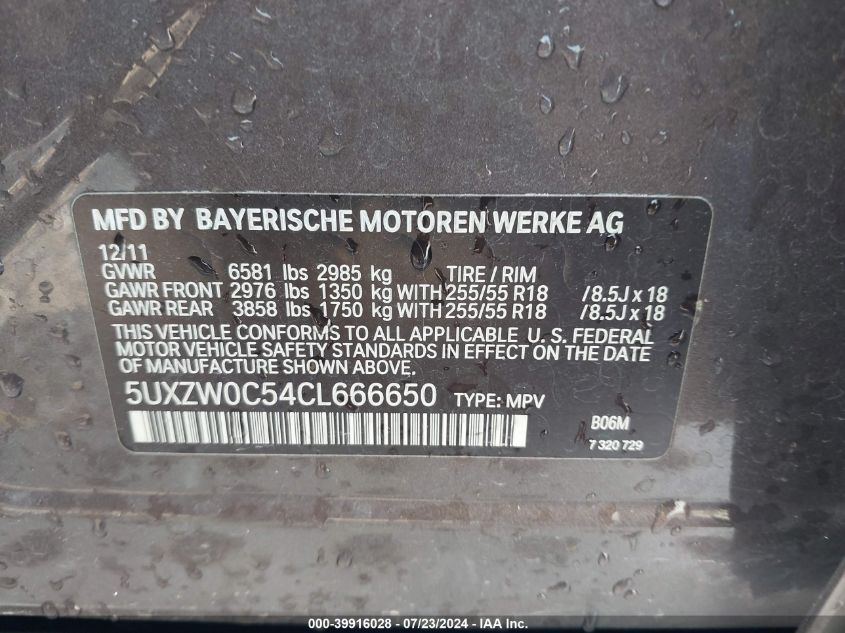 MFD BY BAYERISCHE MOTOREN WERKE AG
12/11
GVWR 6581 lbs 2985 kg TIRE / RIM
GAWR FRONT 2976 lbs 1350 kg WITH 255/55 R18 /8.5J x 18
GAWR REAR 3858 lbs 1750 kg WITH 255/55 R18 /8.5J x 18
THIS VEHICLE CONFORMS TO ALL APPLICABLE U. S. FEDERAL
MOTOR VEHICLE SAFETY STANDARDS IN EFFECT ON THE DATE
OF MANUFACTURE SHOWN ABOVE.
5UXZW0C54CL666650 TYPE: MPV
B06M
7 320 729
000-39916028 - 07/23/2024 - IAA Inc.